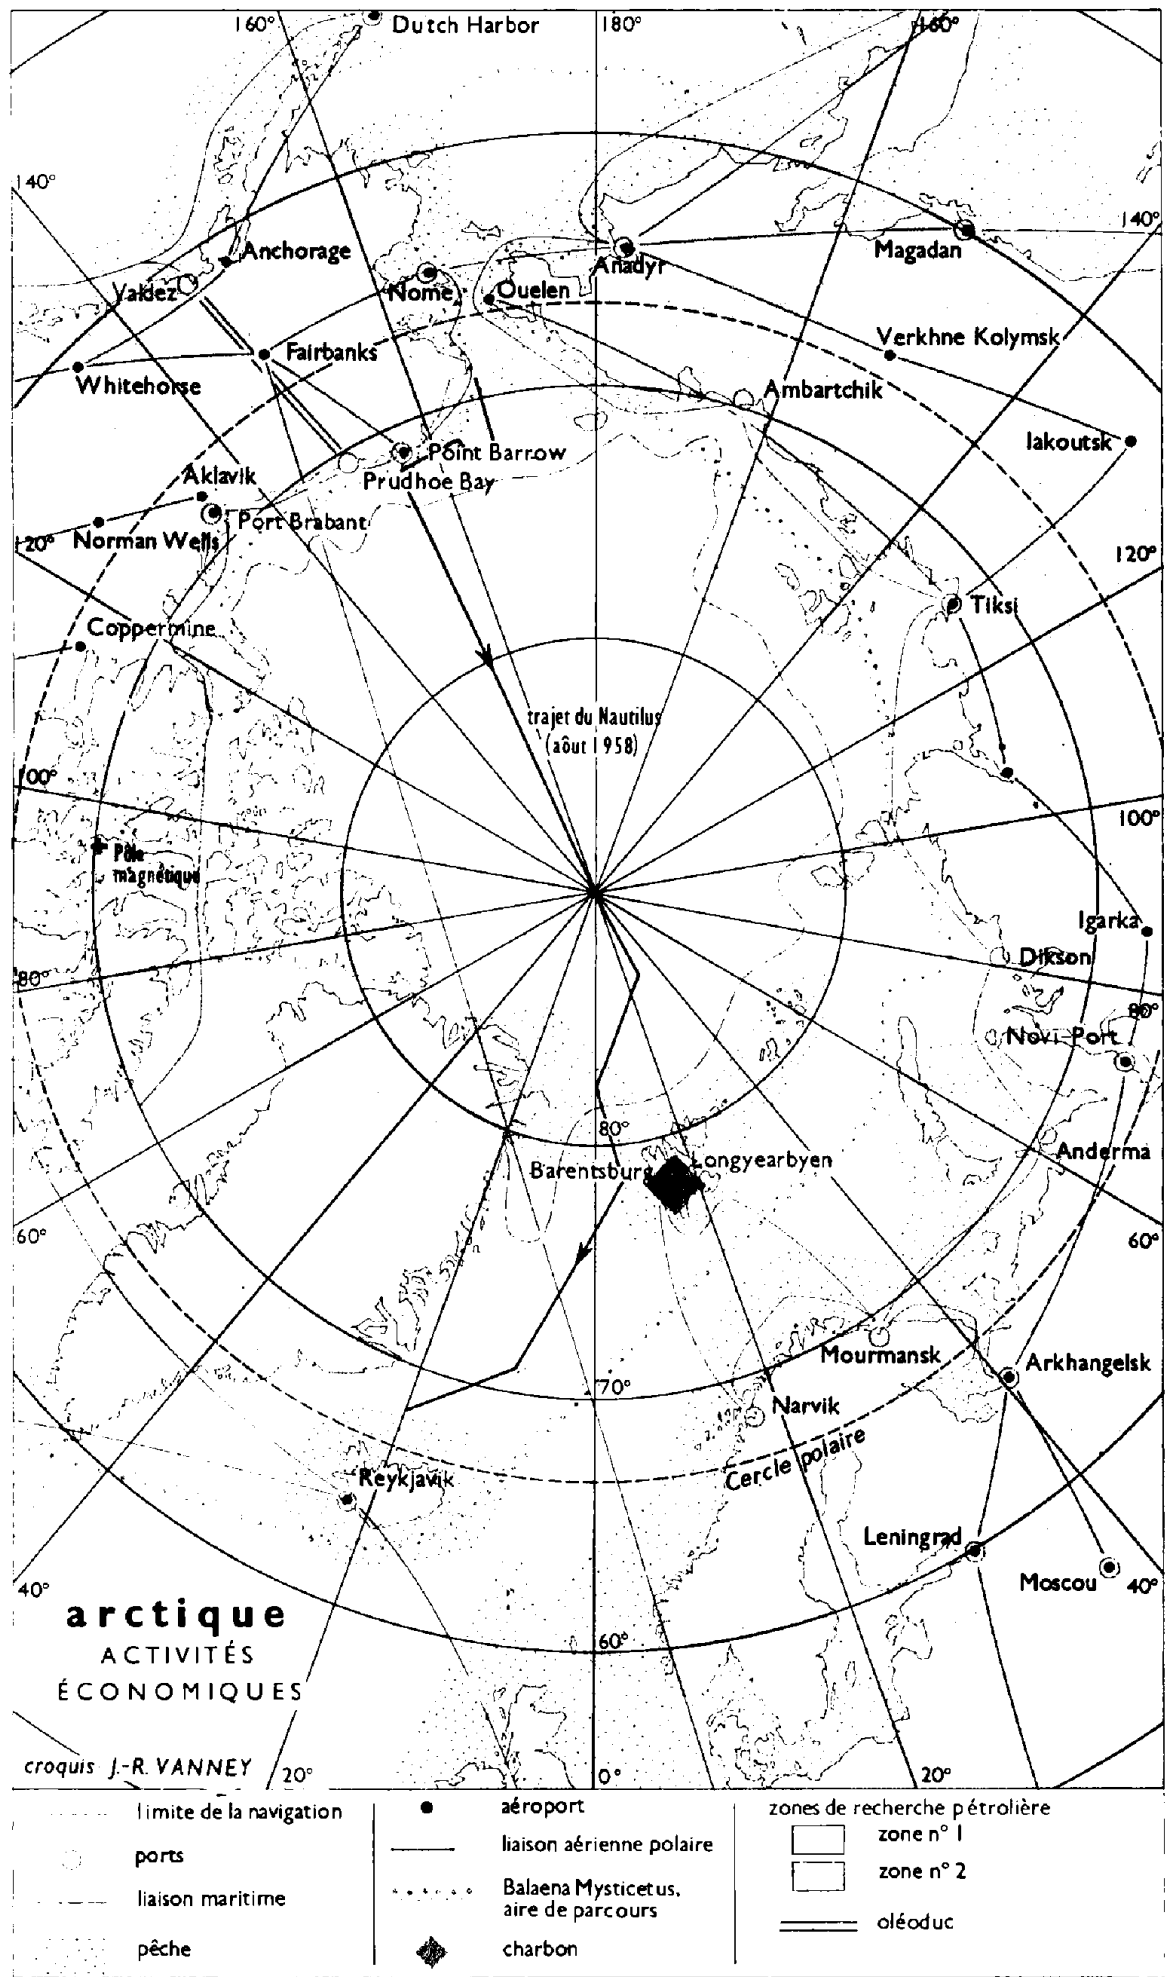 160°
Dutch Harbor
180°
160°
140°
Anchorage
Valdez
Nome
Ouelen
Anadyr
Magadan
140°
Fairbanks
Whitehorse
Verkhne Kolymsk
Ambartchik
Iakoutsk
Point Barrow
Prudhoe Bay
Aklavik
Port Brabant
Norman Wells
120°
120°
Tiksi
Coppermine
trajet du Nautilus
(aôut 1958)
100°
100°
Pôle
magnétique
Igarka
Dikson
80°
80°
Novi-Port
80°
Anderma
Barentsburg
Longyearbyen
60°
60°
Mourmansk
Arkhangelsk
70°
Narvik
Cercle polaire
Reykjavik
Leningrad
Moscou
40°
40°
60°
arctique
ACTIVITÉS
ÉCONOMIQUES
croquis J.-R. VANNEY
20°
0°
20°
limite de la navigation
ports
liaison maritime
pêche
aéroport
liaison aérienne polaire
Balaena Mysticetus,
aire de parcours
charbon
zones de recherche pétrolière
zone n° 1
zone n° 2
oléoduc